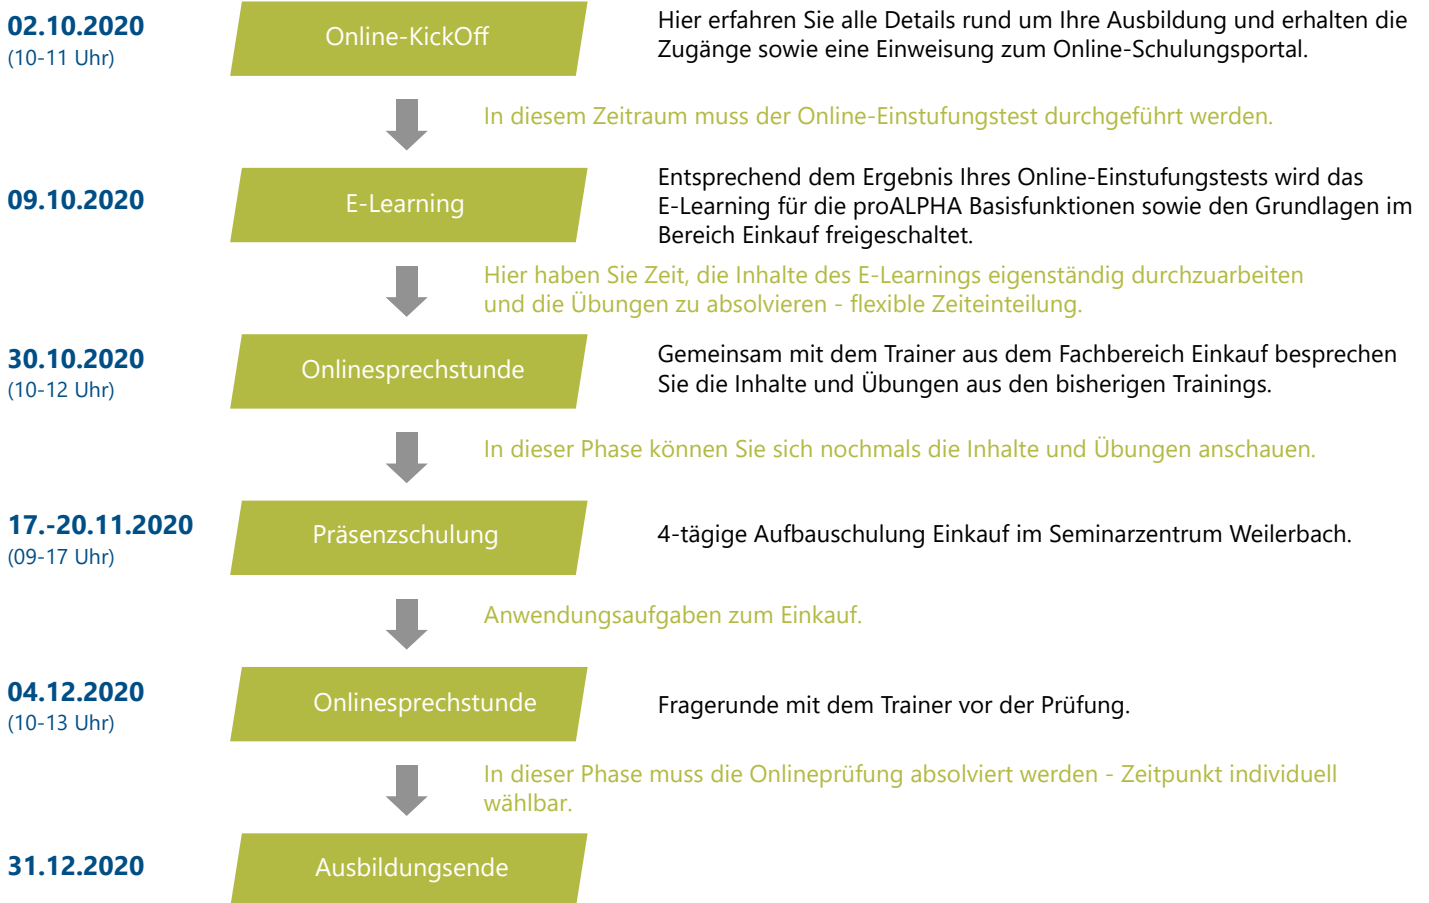 02.10.2020
(10-11 Uhr)
Online-KickOff
Hier erfahren Sie alle Details rund um Ihre Ausbildung und erhalten die
Zugänge sowie eine Einweisung zum Online-Schulungsportal.
In diesem Zeitraum muss der Online-Einstufungstest durchgeführt werden.
09.10.2020
E-Learning
Entsprechend dem Ergebnis Ihres Online-Einstufungstests wird das
E-Learning für die proALPHA Basisfunktionen sowie den Grundlagen im
Bereich Einkauf freigeschaltet.
Hier haben Sie Zeit, die Inhalte des E-Learnings eigenständig durchzuarbeiten
und die Übungen zu absolvieren - flexible Zeiteinteilung.
30.10.2020
(10-12 Uhr)
Onlinesprechstunde
Gemeinsam mit dem Trainer aus dem Fachbereich Einkauf besprechen
Sie die Inhalte und Übungen aus den bisherigen Trainings.
In dieser Phase können Sie sich nochmals die Inhalte und Übungen anschauen.
17.-20.11.2020
(09-17 Uhr)
Präsenzschulung
4-tägige Aufbauschulung Einkauf im Seminarzentrum Weilerbach.
Anwendungsaufgaben zum Einkauf.
04.12.2020
(10-13 Uhr)
Onlinesprechstunde
Fragerunde mit dem Trainer vor der Prüfung.
In dieser Phase muss die Onlineprüfung absolviert werden - Zeitpunkt individuell
wählbar.
31.12.2020
Ausbildungsende